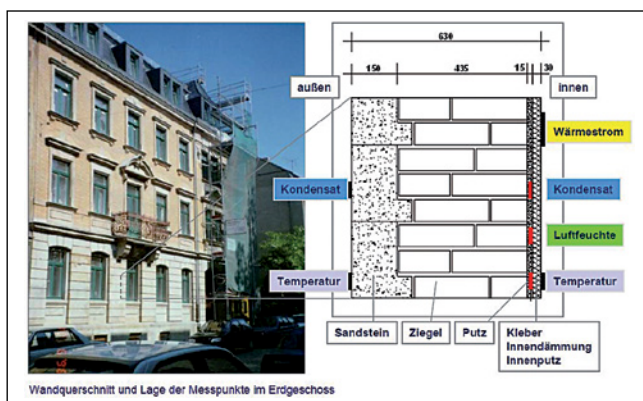 630
150
435
15
30
außen
innen
Wärmestrom
Kondensat
Kondensat
Luftfeuchte
Temperatur
Temperatur
Sandstein
Ziegel
Putz
Kleber
Innendämmung
Innenputz
Wandquerschnitt und Lage der Messpunkte im Erdgeschoss